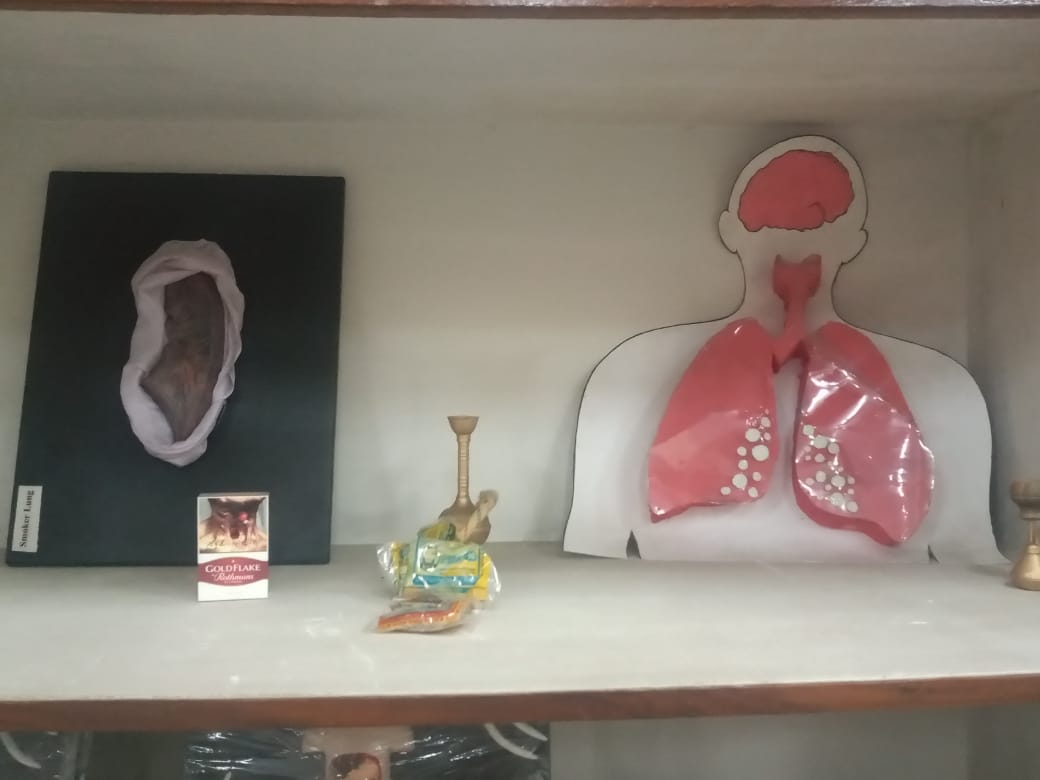 Smoker Lung
GOLD FLAKE
Rothmans